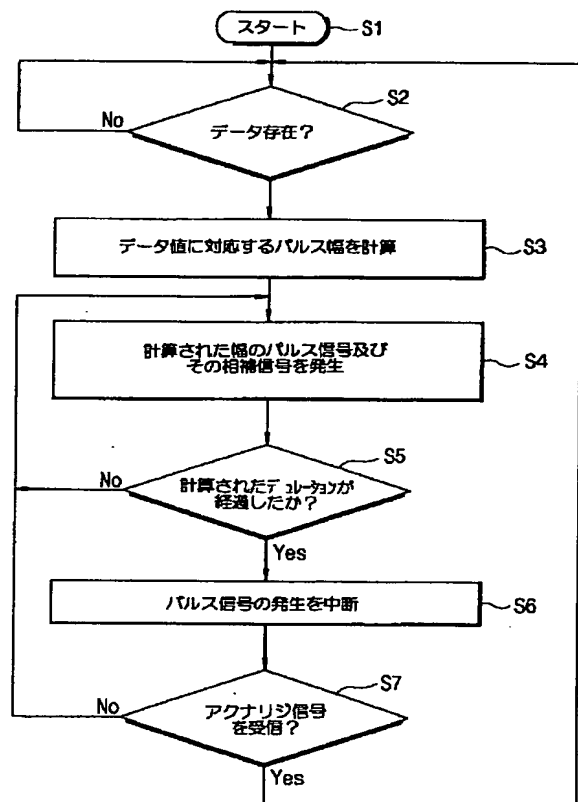 スタート
S1
S2
No
データ存在?
データ値に対応するパルス幅を計算
S3
計算された幅のパルス信号及び
その相補信号を発生
S4
S5
No
計算されたデュレーションが
経過したか?
Yes
パルス信号の発生を中断
S6
S7
No
アクナリジ信号
を受信?
Yes